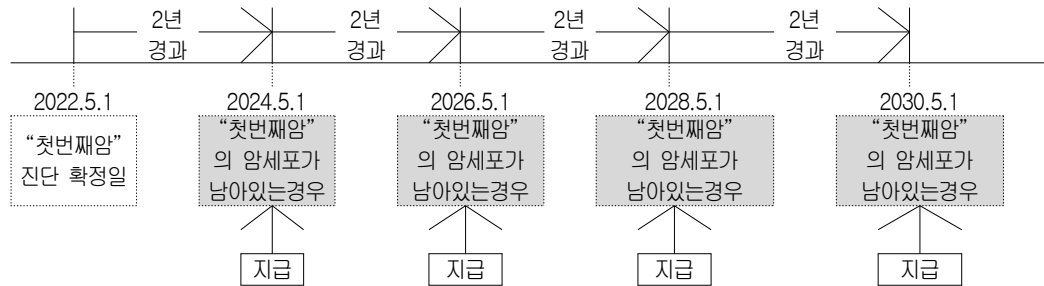 2년 2년 2년 2년
경과 경과 경과 경과
2022.5.1 2024.5.1 2026.5.1 2028.5.1 2030.5.1
“첫번째암”
진단 확정일
“첫번째암”
의 암세포가
남아있는경우
“첫번째암”
의 암세포가
남아있는경우
“첫번째암”
의 암세포가
남아있는경우
“첫번째암”
의 암세포가
남아있는경우
지급 지급 지급 지급